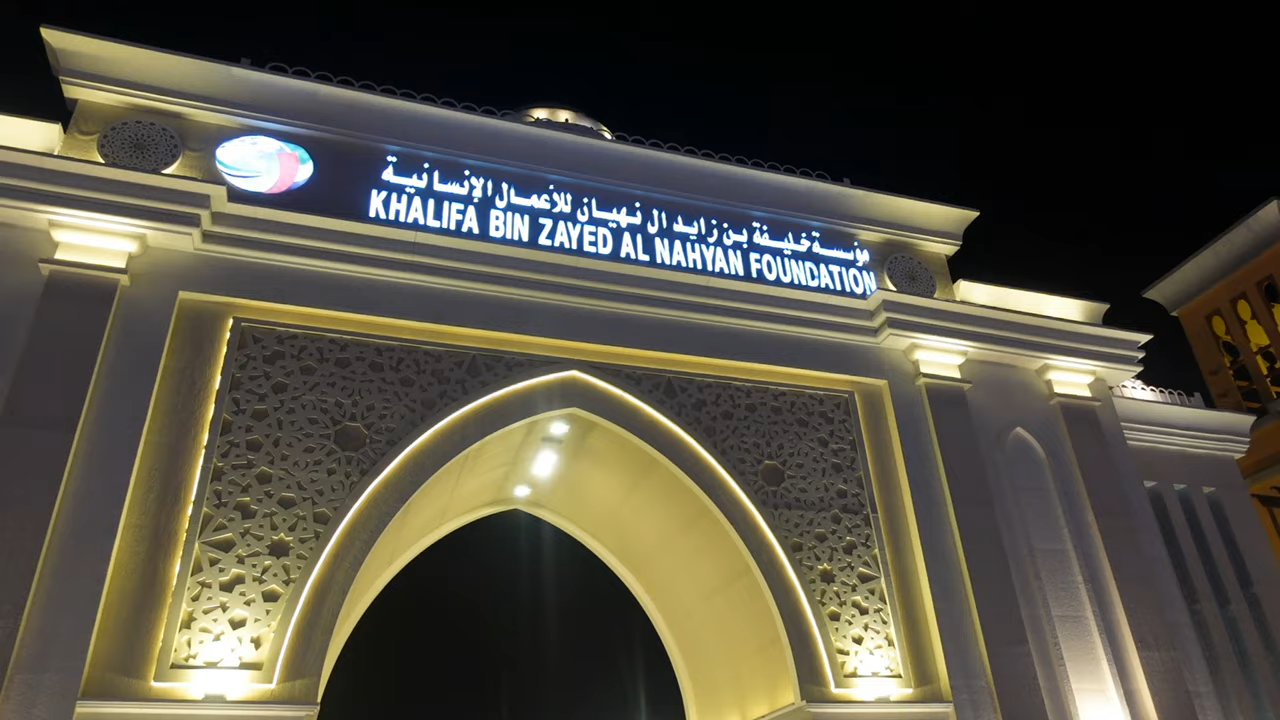 مؤسسة خليفة بن زايد ال نهيان للأعمال الإنسانية
KHALIFA BIN ZAYED AL NAHYAN FOUNDATION